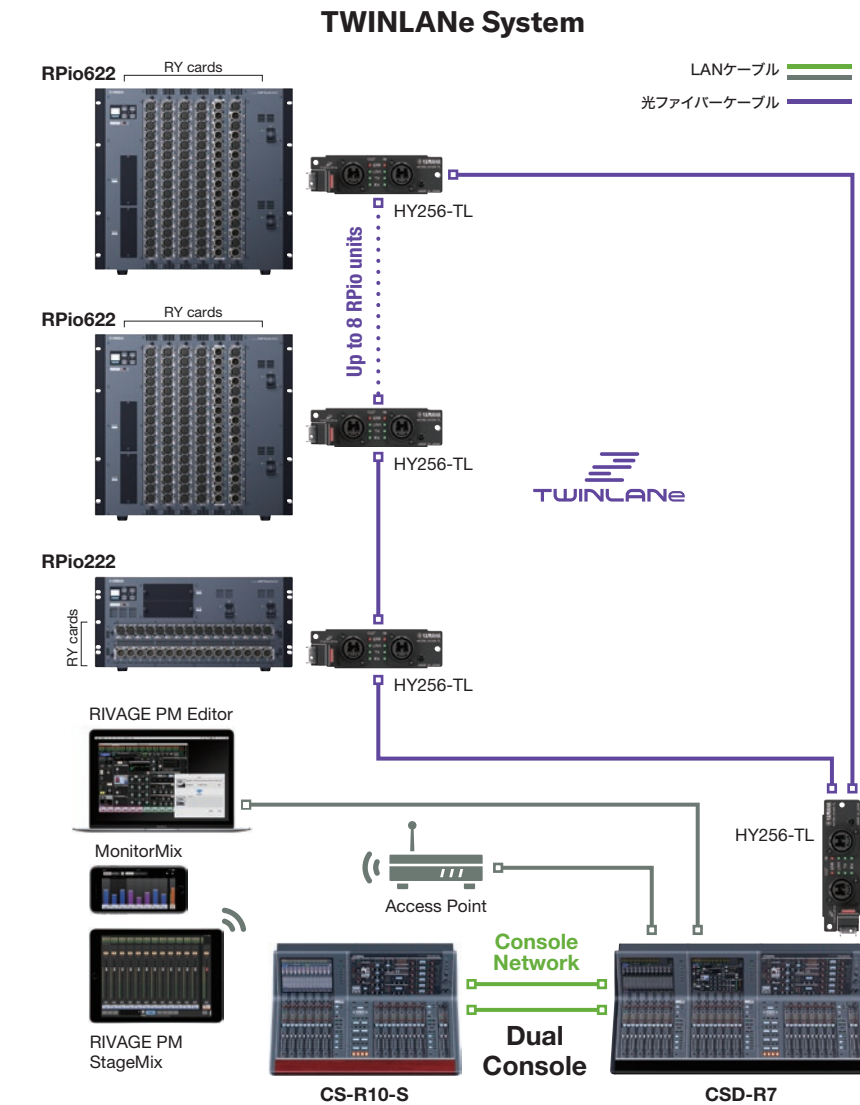 TWINLANe System
RPio622
RY cards
LANケーブル
光ファイバーケーブル
HY256-TL
Up to 8 RPio units
RPio622
RY cards
HY256-TL
TWINLANe
RPio222
RY cards
HY256-TL
RIVAGE PM Editor
HY256-TL
MonitorMix
Access Point
Console
Network
RIVAGE PM
StageMix
Dual
Console
CS-R10-S
CSD-R7